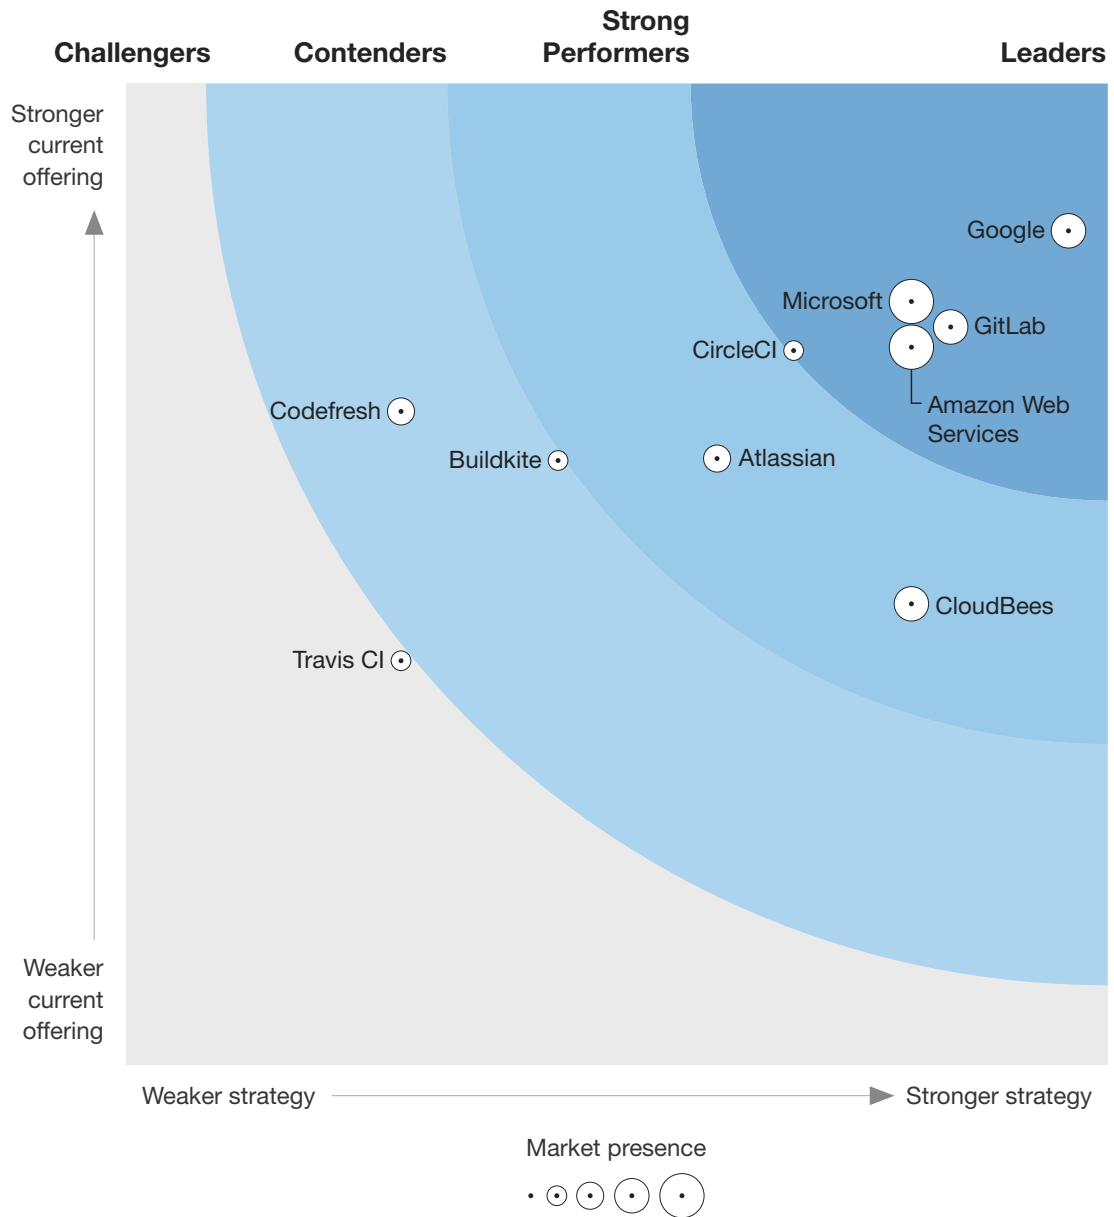 Challengers
Contenders
Strong
Performers
Leaders
Stronger
current
offering
Google
Microsoft
GitLab
CircleCI
Amazon Web
Services
Codefresh
Buildkite
Atlassian
CloudBees
Travis CI
Weaker
current
offering
Weaker strategy
Stronger strategy
Market presence